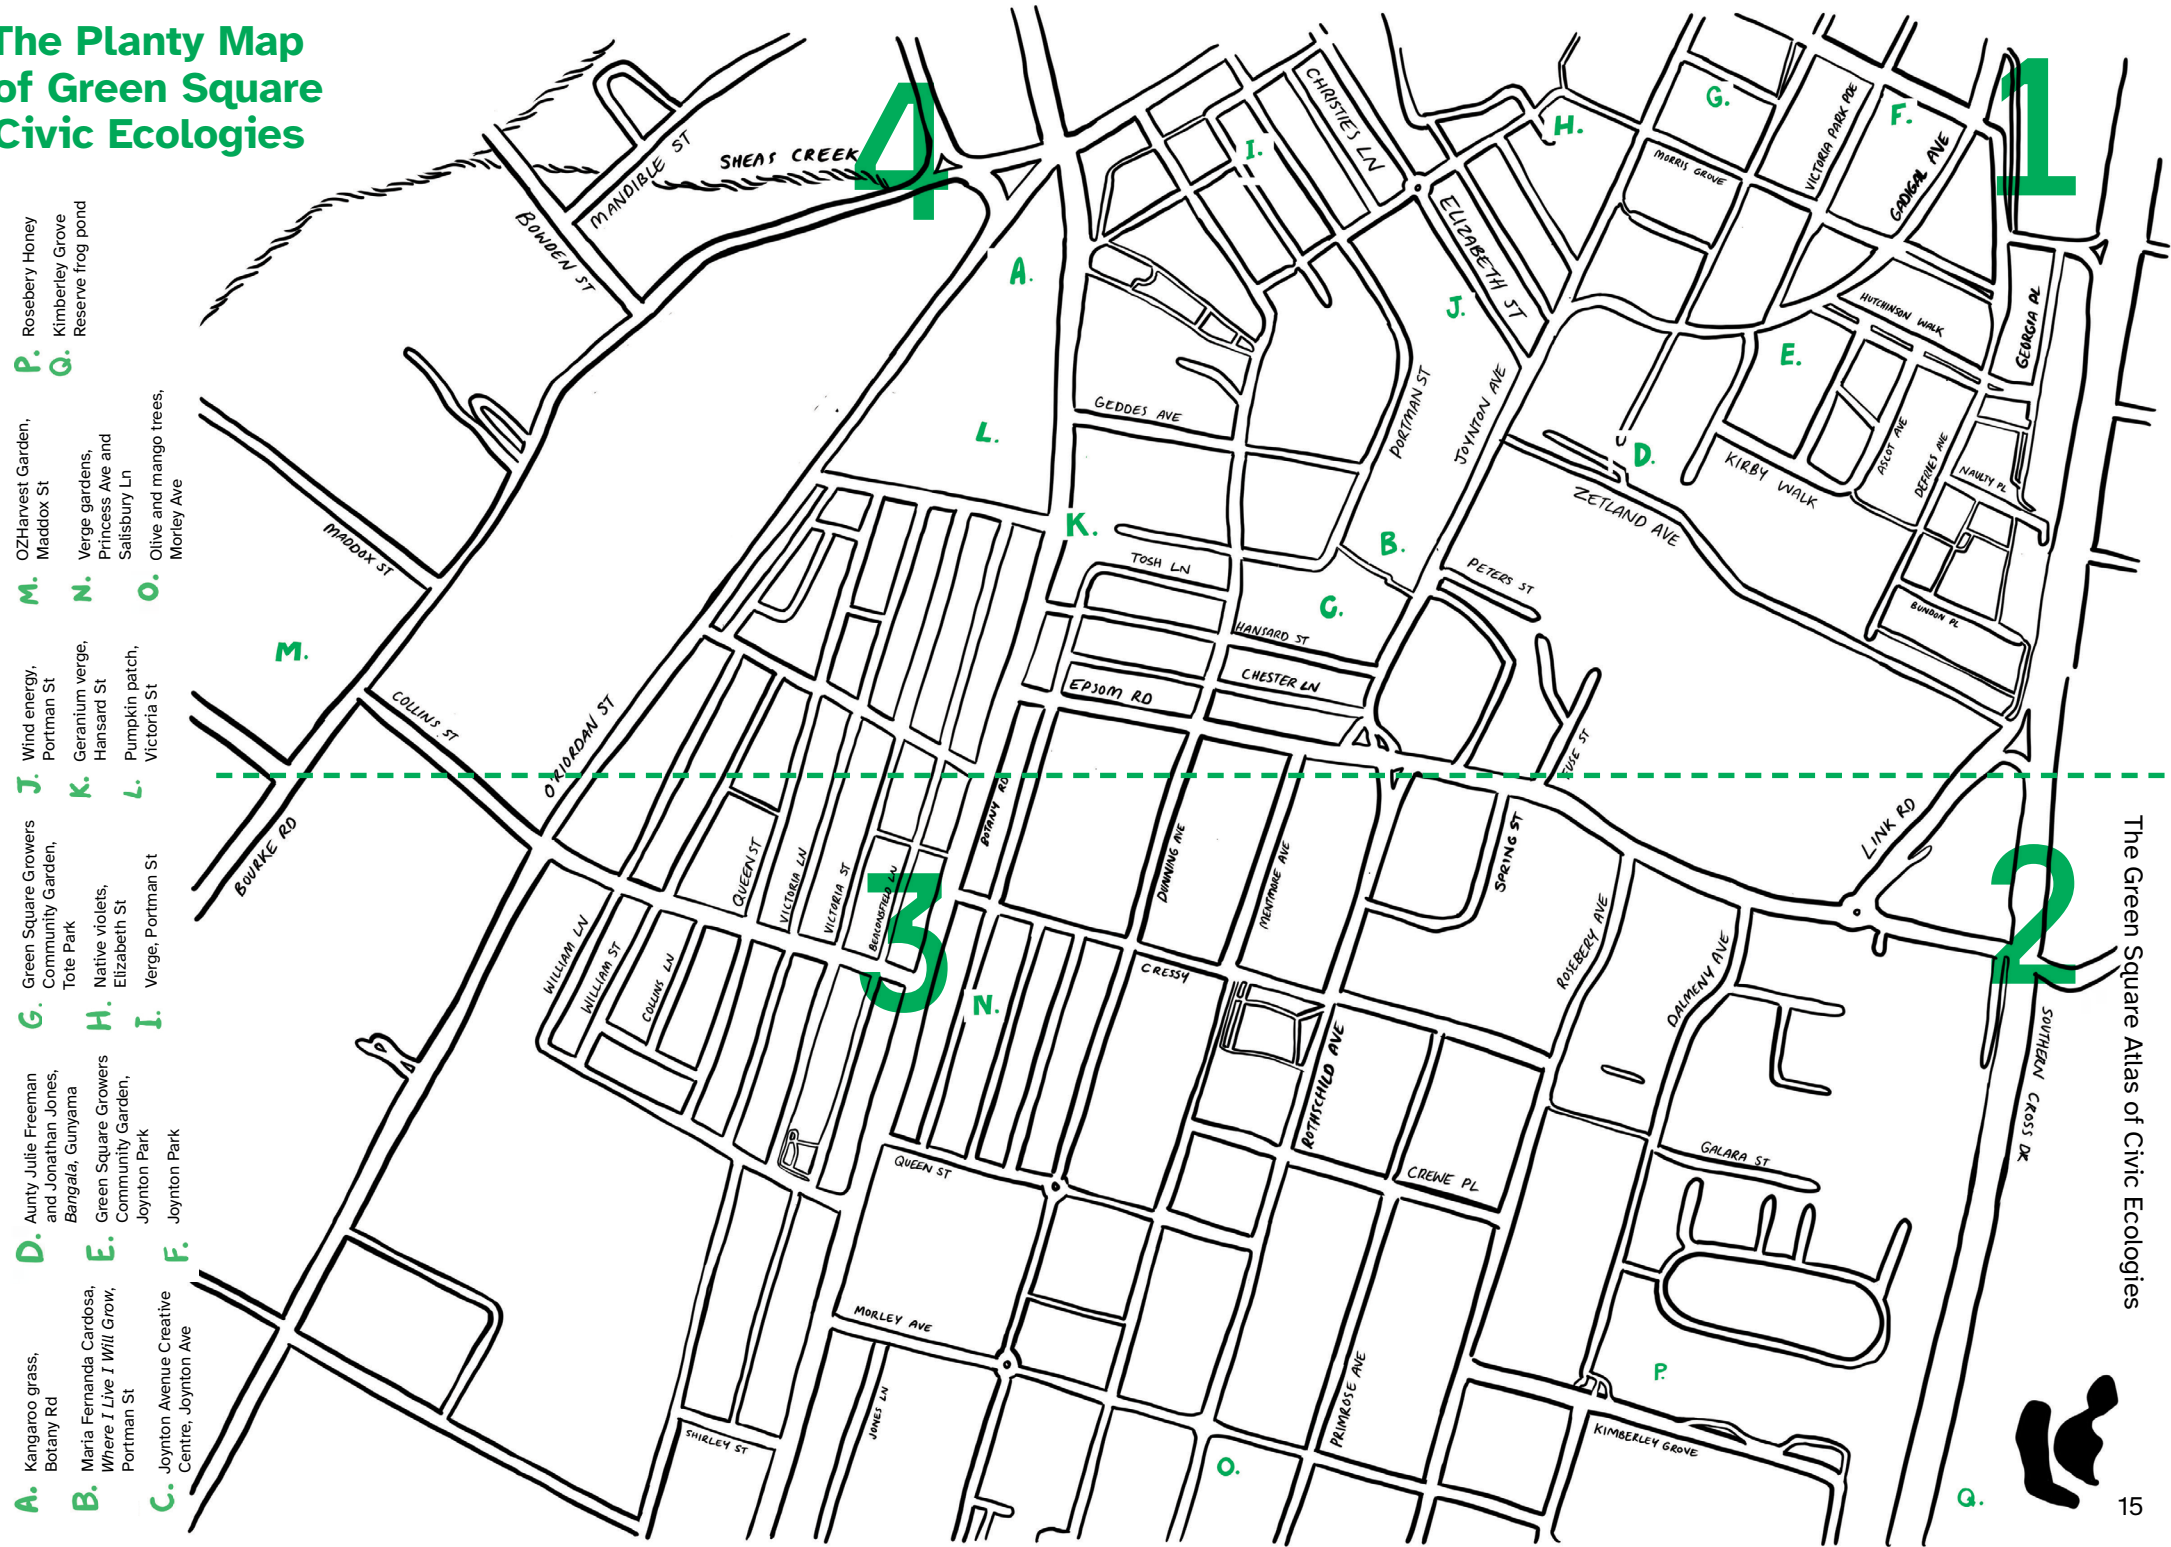 The Planty Map
of Green Square
Civic Ecologies
A. Kangaroo grass,
Botany Rd
B. Maria Fernanda Cardosa,
Where I Live I Will Grow,
Portman St
C. Joynton Avenue Creative
Centre, Joynton Ave
D. Aunty Julie Freeman
and Jonathan Jones,
Bangala, Gunyama
E. Green Square Growers
Community Garden,
Joynton Park
F. Joynton Park
G. Green Square Growers
Community Garden,
Tote Park
H. Native violets,
Elizabeth St
I. Verge, Portman St
J. Wind energy,
Portman St
K. Geranium verge,
Hansard St
L. Pumpkin patch,
Victoria St
M. OZHarvest Garden,
Maddox St
N. Verge gardens,
Princess Ave and
Salisbury Ln
O. Olive and mango trees,
Morley Ave
P. Rosebery Honey
Q. Kimberley Grove
Reserve frog pond
4
1
MANDIBLE ST
SHEAS CREEK
BOWDEN ST
CHRISTIES LN
I.
H.
G.
F.
MORRIS GROVE
VICTORIA PARK PDE
GADIGAL AVE
ELIZABETH ST
A.
J.
E.
HUTCHINSON WALK
GEORGIA PL
GEDDES AVE
PORTMAN ST
JOYNTON AVE
L.
D.
KIRBY WALK
ASCOT AVE
DEFRIES AVE
NAULTY PL
ZETLAND AVE
K.
B.
MADDOX ST
TOSH LN
PETERS ST
C.
HANSARD ST
BUNDON PL
M.
COLLINS ST
EPSOM RD
CHESTER LN
O'RIORDAN ST
FUSE ST
BOTANY RD
LINK RD
BOURKE RD
QUEEN ST
VICTORIA LN
VICTORIA ST
BEACONSFIELD LN
DUNNING AVE
MENTMORE AVE
SPRING ST
3
2
WILLIAM LN
WILLIAM ST
COLLINS LN
N.
CRESSY
ROSEBERY AVE
DALMENY AVE
ROTHSCHILD AVE
SOUTHERN CROSS DR
QUEEN ST
CREWE PL
GALARA ST
MORLEY AVE
JONES LN
SHIRLEY ST
PRIMROSE AVE
P.
KIMBERLEY GROVE
O.
Q.
The Green Square Atlas of Civic Ecologies
15